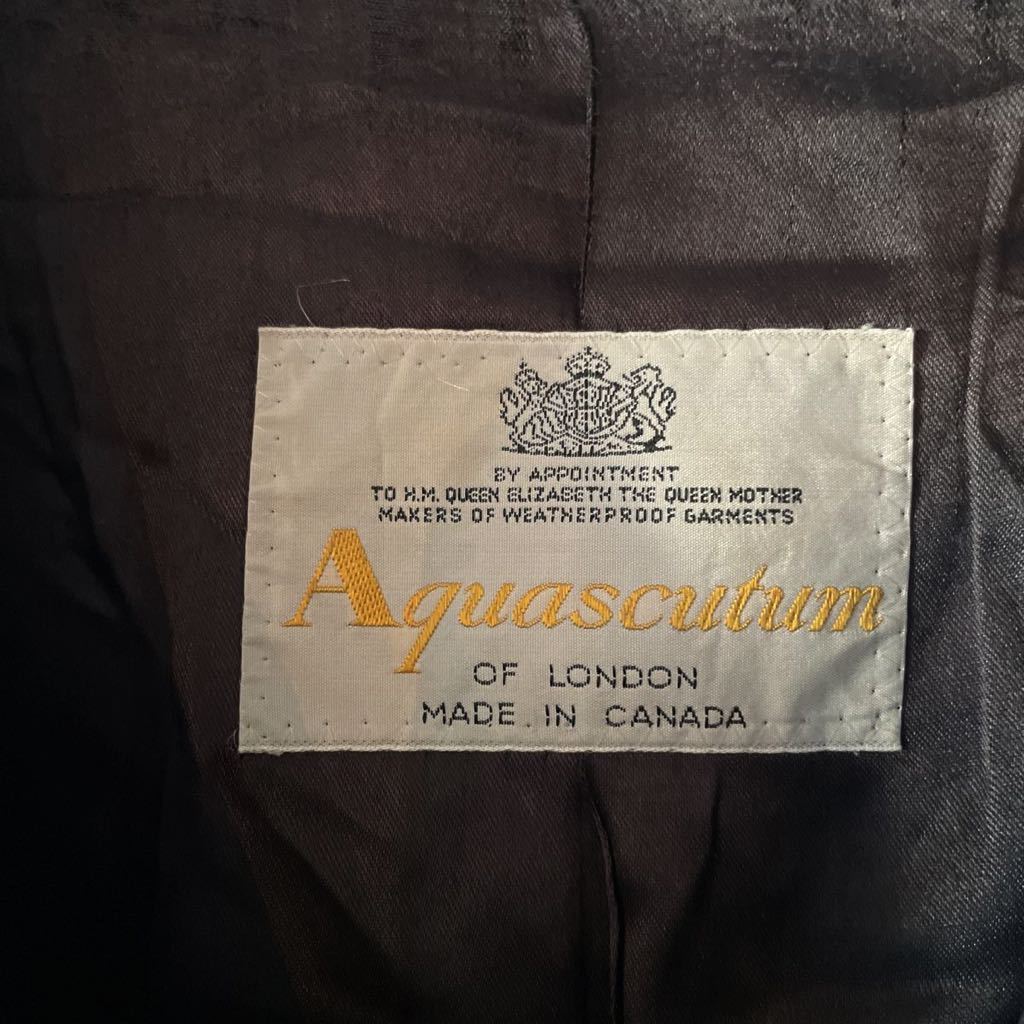 BY APPOINTMENT
TO H.M. QUEEN ELIZABETH THE QUEEN MOTHER
MAKERS OF WEATHERPROOF GARMENTS
Aquascutum
OF LONDON
MADE IN CANADA